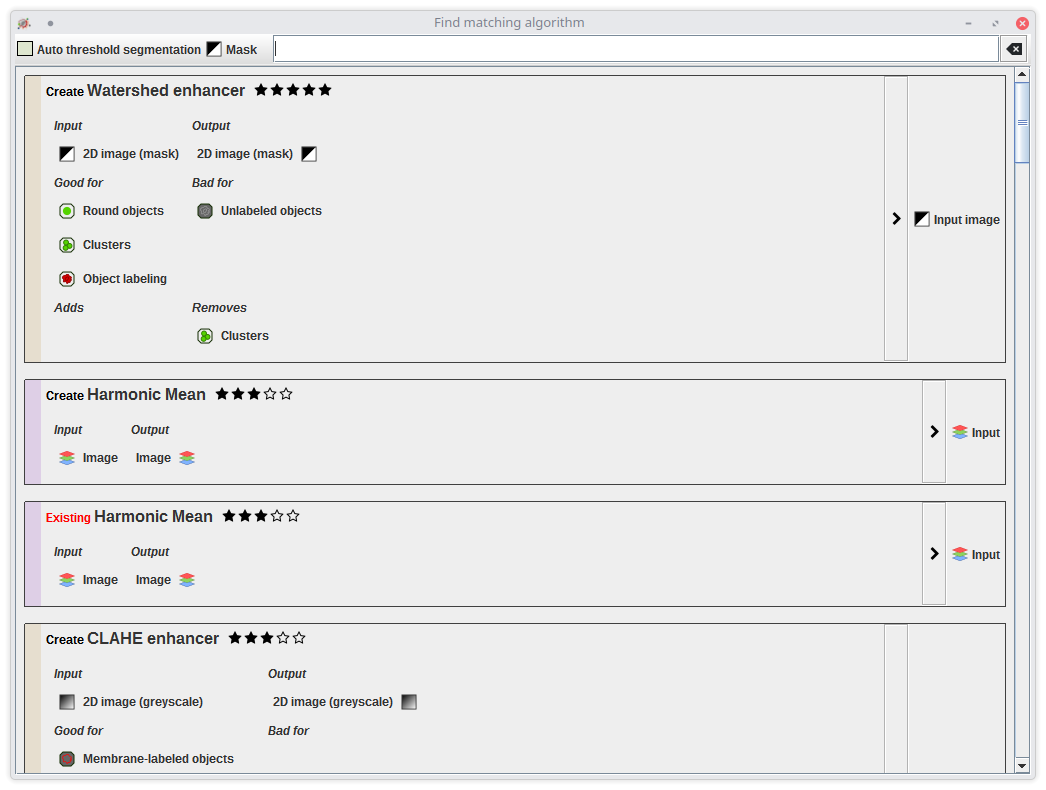 Find matching algorithm
Auto threshold segmentation Mask
Create Watershed enhancer
Input Output
2D image (mask) 2D image (mask)
Good for Bad for
Round objects Unlabeled objects
Clusters
Object labeling
Adds Removes
Clusters
Input image
Create Harmonic Mean
Input Output
Image Image
Input
Existing Harmonic Mean
Input Output
Image Image
Input
Create CLAHE enhancer
Input Output
2D image (greyscale) 2D image (greyscale)
Good for Bad for
Membrane-labeled objects